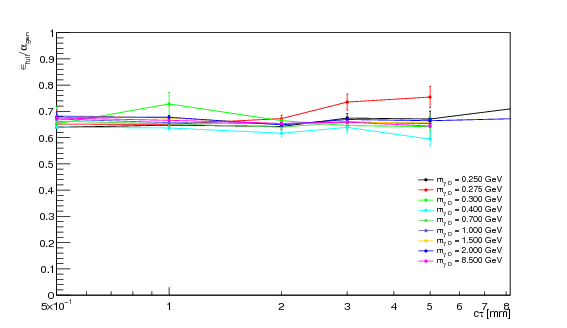 ε_full/α_gen
1
0.9
0.8
0.7
0.6
0.5
0.4
0.3
0.2
0.1
0
5×10⁻¹ 1 2 3 4 5 6 7 8
cτ [mm]
m_γD = 0.250 GeV
m_γD = 0.275 GeV
m_γD = 0.300 GeV
m_γD = 0.400 GeV
m_γD = 0.700 GeV
m_γD = 1.000 GeV
m_γD = 1.500 GeV
m_γD = 2.000 GeV
m_γD = 8.500 GeV